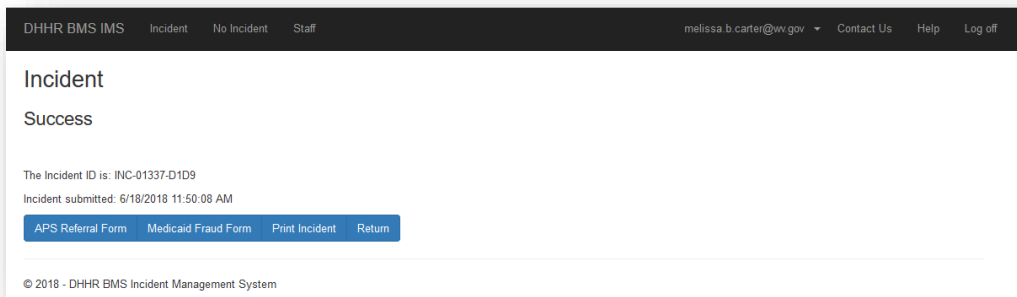 DHHR BMS IMS Incident No Incident Staff melissa.b.carter@wv.gov Contact Us Help Log off
Incident
Success
The Incident ID is: INC-01337-D1D9
Incident submitted: 6/18/2018 11:50:08 AM
APS Referral Form Medicaid Fraud Form Print Incident Return
© 2018 - DHHR BMS Incident Management System